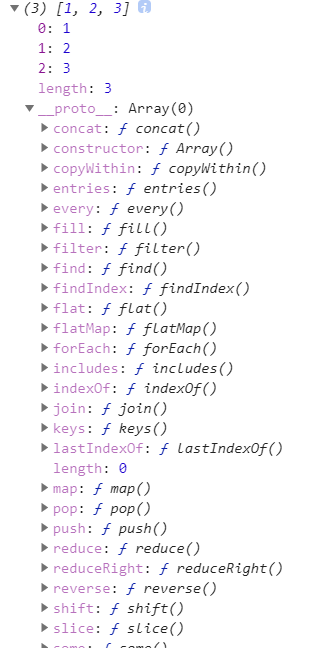 (3) [1, 2, 3] i
0: 1
1: 2
2: 3
length: 3
__proto__: Array(0)
concat: ƒ concat()
constructor: ƒ Array()
copyWithin: ƒ copyWithin()
entries: ƒ entries()
every: ƒ every()
fill: ƒ fill()
filter: ƒ filter()
find: ƒ find()
findIndex: ƒ findIndex()
flat: ƒ flat()
flatMap: ƒ flatMap()
forEach: ƒ forEach()
includes: ƒ includes()
indexOf: ƒ indexOf()
join: ƒ join()
keys: ƒ keys()
lastIndexOf: ƒ lastIndexOf()
length: 0
map: ƒ map()
pop: ƒ pop()
push: ƒ push()
reduce: ƒ reduce()
reduceRight: ƒ reduceRight()
reverse: ƒ reverse()
shift: ƒ shift()
slice: ƒ slice()